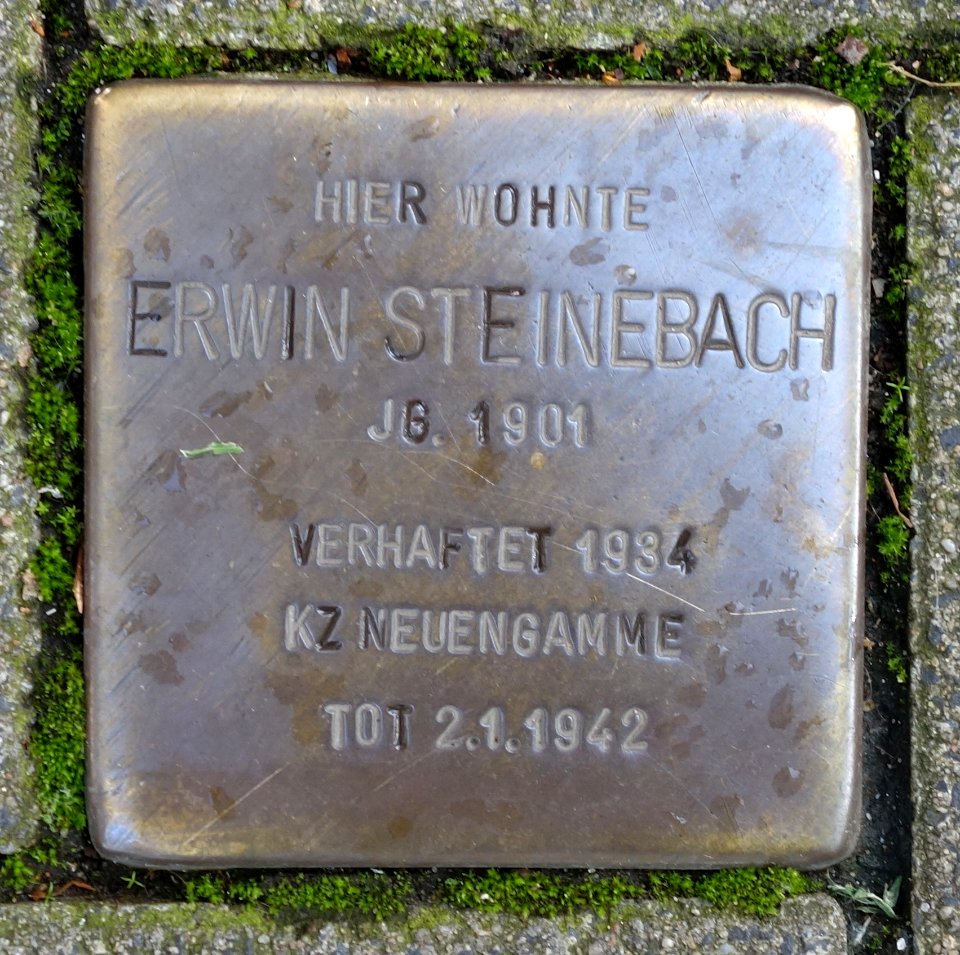 HIER WOHNTE
ERWIN STEINEBACH
JG. 1901
VERHAFTET 1934
KZ NEUENGAMME
TOT 2.1.1942